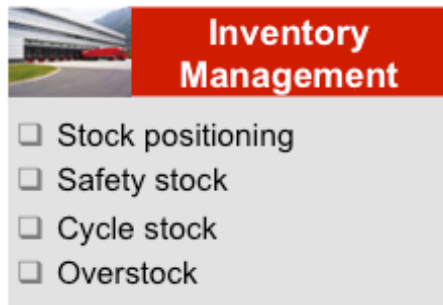 Inventory
Management
Stock positioning
Safety stock
Cycle stock
Overstock